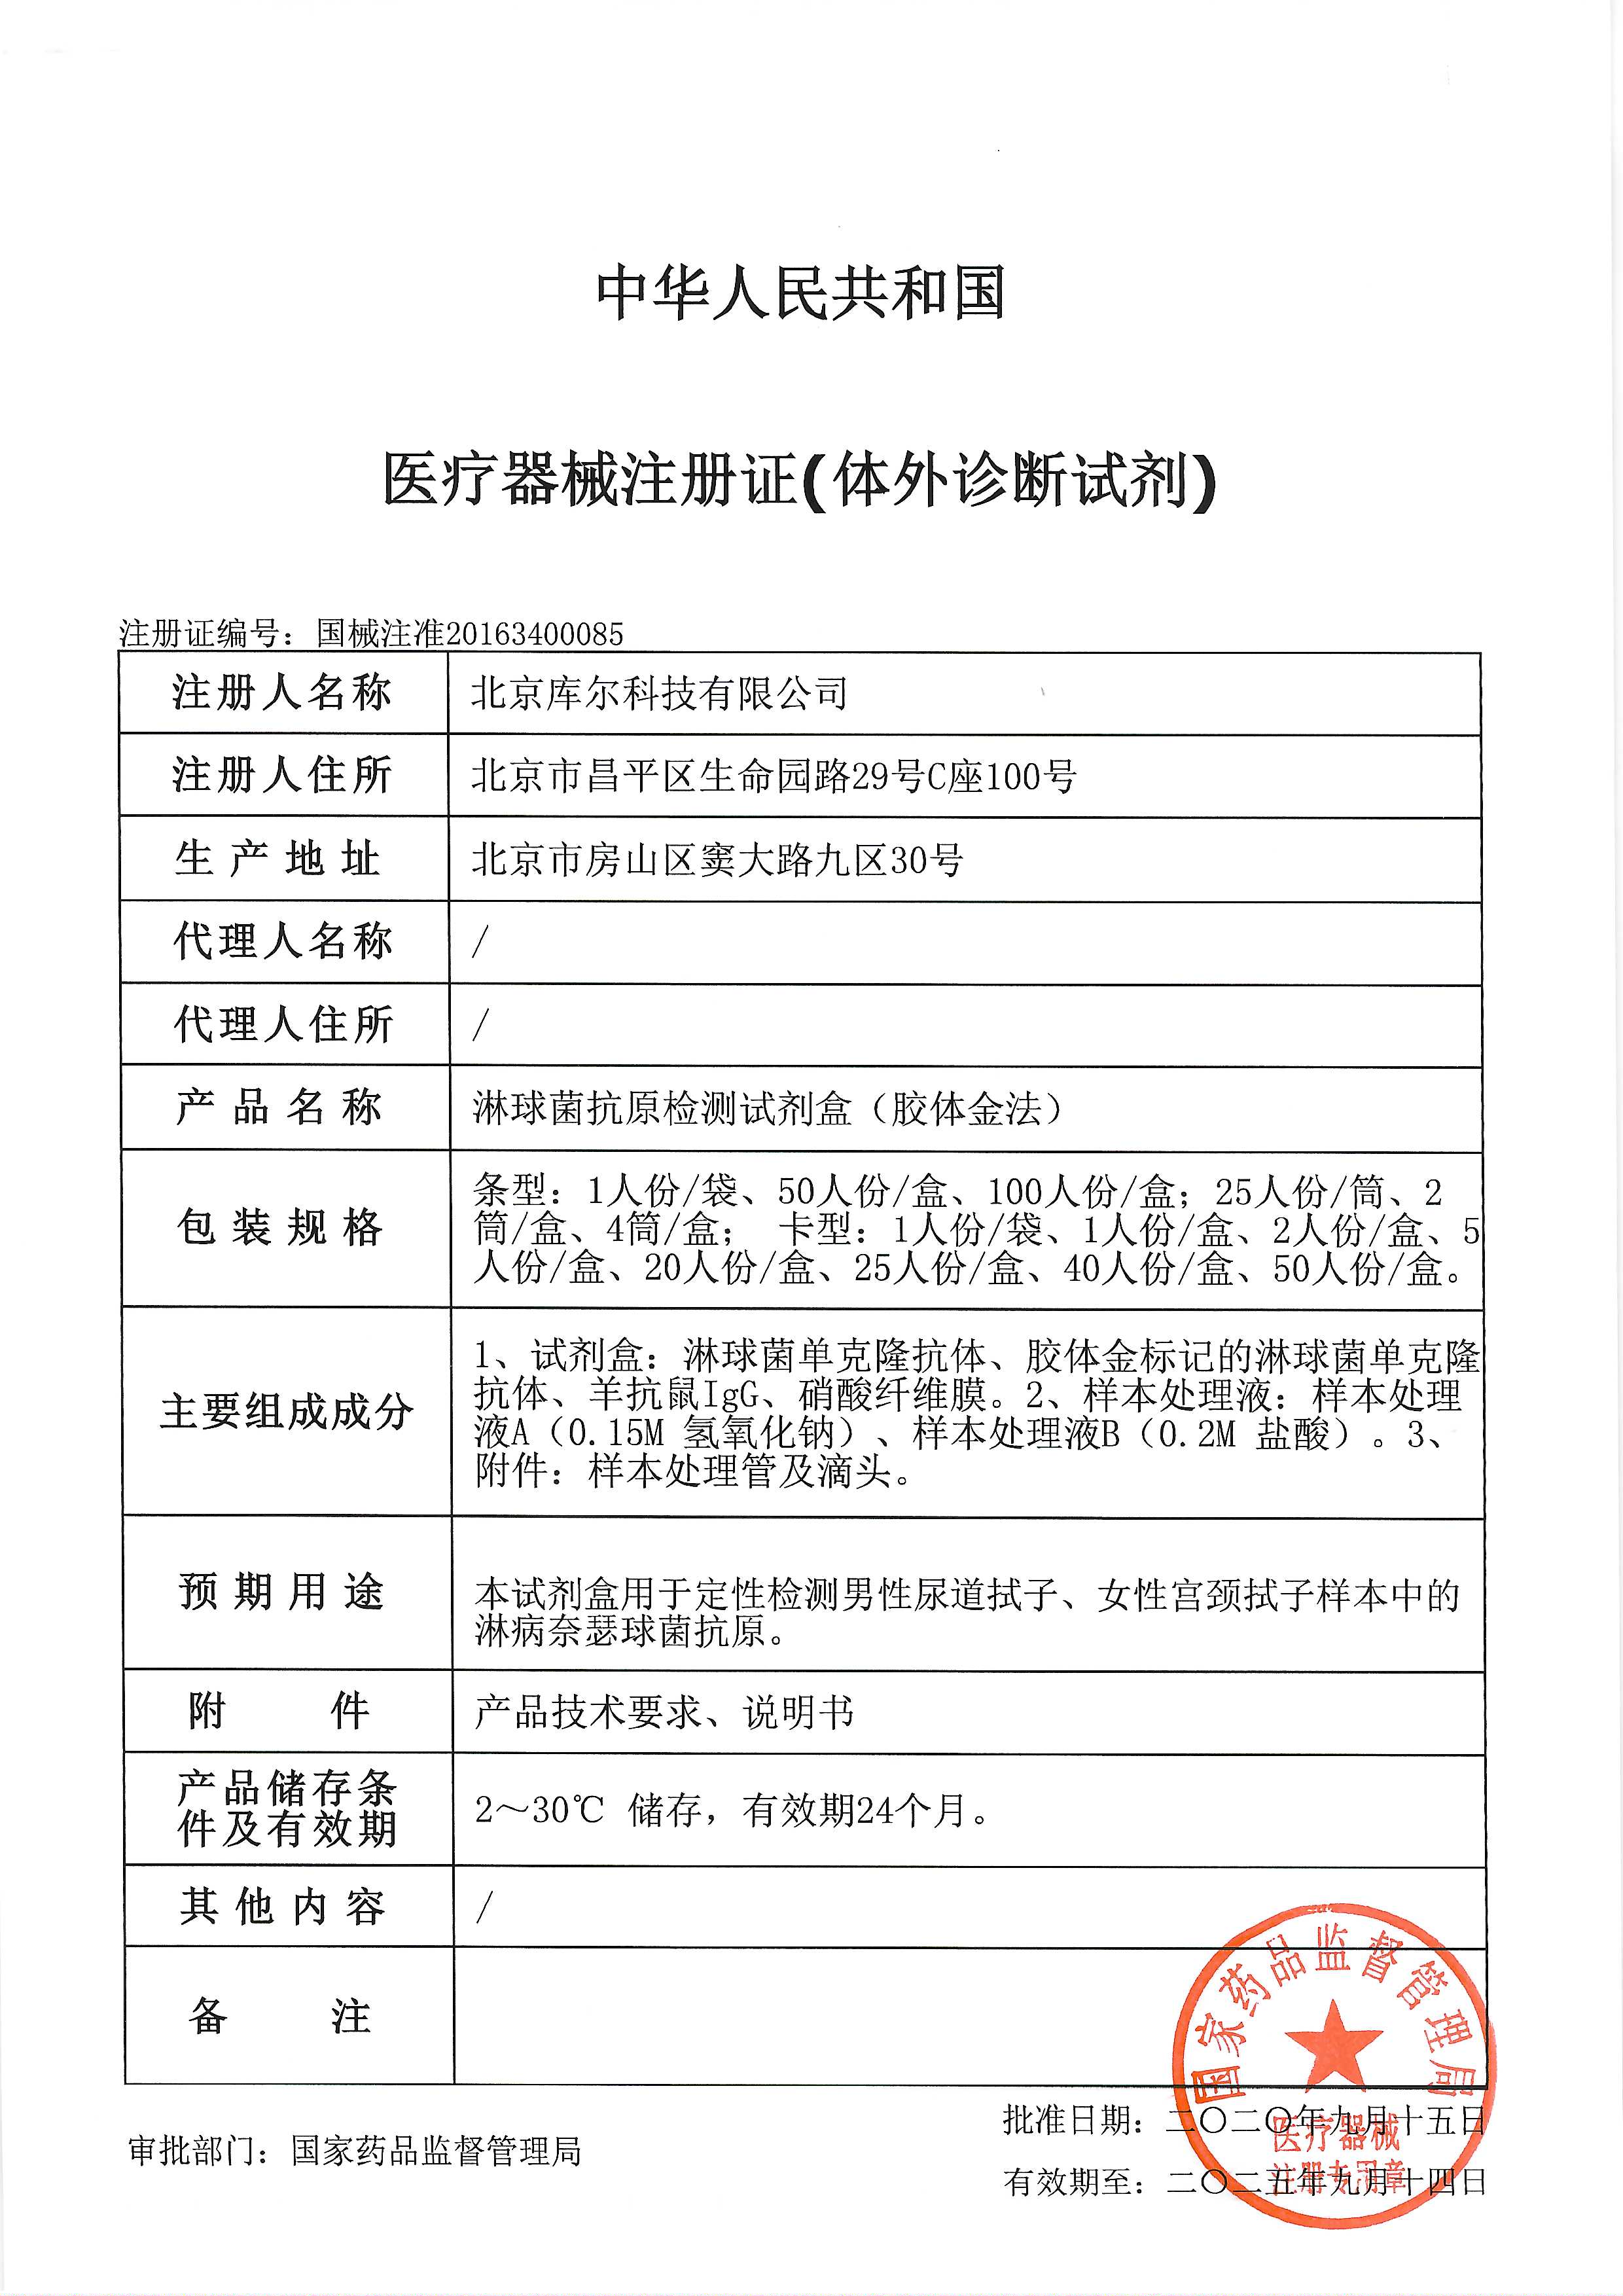 中华人民共和国
医疗器械注册证(体外诊断试剂)
注册证编号：国械注准20163400085
注册人名称 北京库尔科技有限公司
注册人住所 北京市昌平区生命园路29号C座100号
生产地址 北京市房山区窦大路九区30号
代理人名称 /
代理人住所 /
产品名称 淋球菌抗原检测试剂盒（胶体金法）
包装规格
条型：1人份/袋、50人份/盒、100人份/盒；25人份/筒、2
筒/盒、4筒/盒； 卡型：1人份/袋、1人份/盒、2人份/盒、5
人份/盒、20人份/盒、25人份/盒、40人份/盒、50人份/盒。
主要组成成分
1、试剂盒：淋球菌单克隆抗体、胶体金标记的淋球菌单克隆
抗体、羊抗鼠IgG、硝酸纤维膜。2、样本处理液：样本处理
液A（0.15M 氢氧化钠）、样本处理液B（0.2M 盐酸）。3、
附件：样本处理管及滴头。
预期用途
本试剂盒用于定性检测男性尿道拭子、女性宫颈拭子样本中的
淋病奈瑟球菌抗原。
附件 产品技术要求、说明书
产品储存条
件及有效期
2～30℃ 储存，有效期24个月。
其他内容 /
备注
审批部门：国家药品监督管理局
批准日期：二〇二〇年九月十五日
有效期至：二〇二五年九月十四日
国家药品监督管理局
医疗器械
注册专用章